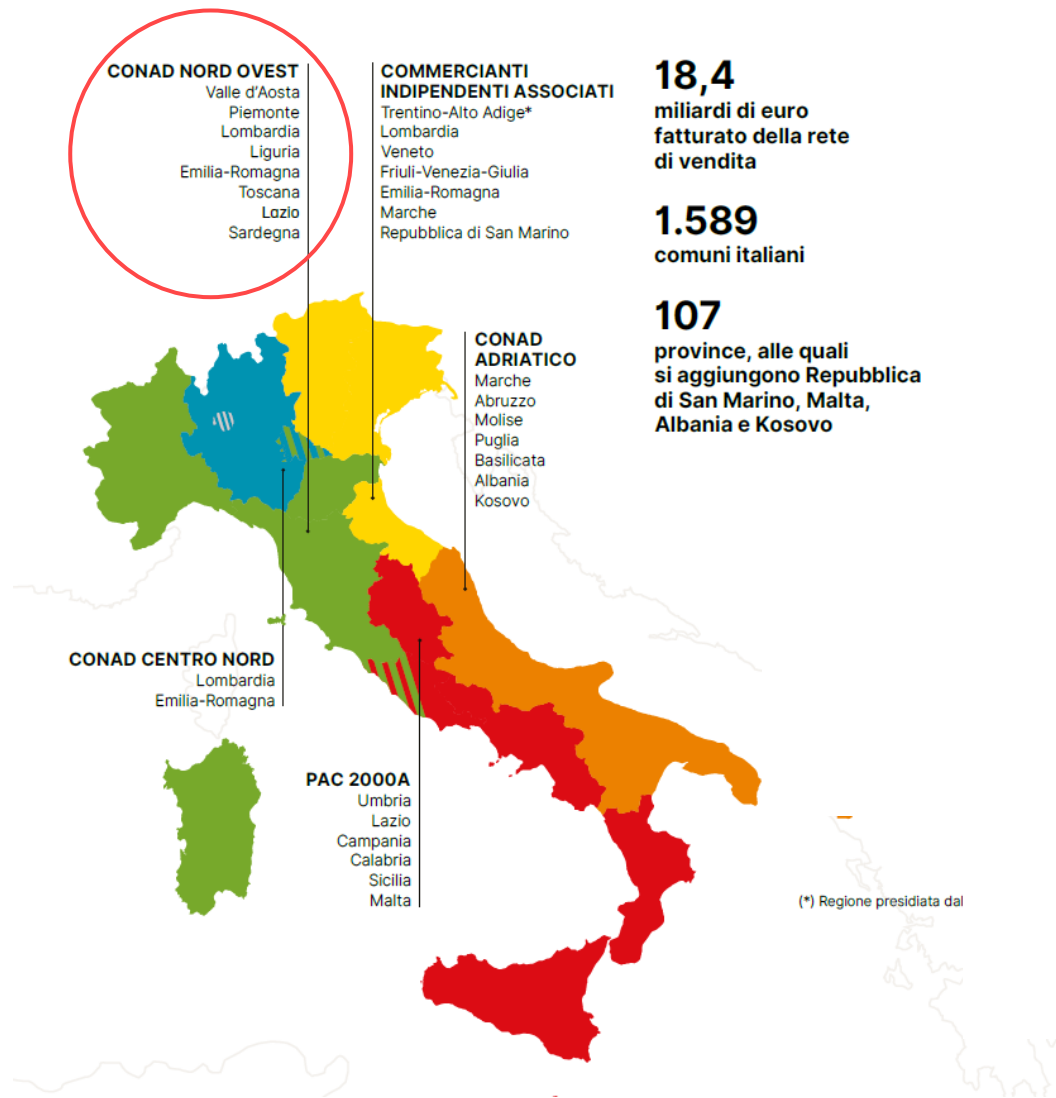 CONAD NORD OVEST
Valle d'Aosta
Piemonte
Lombardia
Liguria
Emilia-Romagna
Toscana
Lazio
Sardegna
COMMERCIANTI
INDIPENDENTI ASSOCIATI
Trentino-Alto Adige*
Lombardia
Veneto
Friuli-Venezia-Giulia
Emilia-Romagna
Marche
Repubblica di San Marino
18,4
miliardi di euro
fatturato della rete
di vendita
1.589
comuni italiani
107
province, alle quali
si aggiungono Repubblica
di San Marino, Malta,
Albania e Kosovo
CONAD
ADRIATICO
Marche
Abruzzo
Molise
Puglia
Basilicata
Albania
Kosovo
CONAD CENTRO NORD
Lombardia
Emilia-Romagna
PAC 2000A
Umbria
Lazio
Campania
Calabria
Sicilia
Malta
(*) Regione presidiata dal